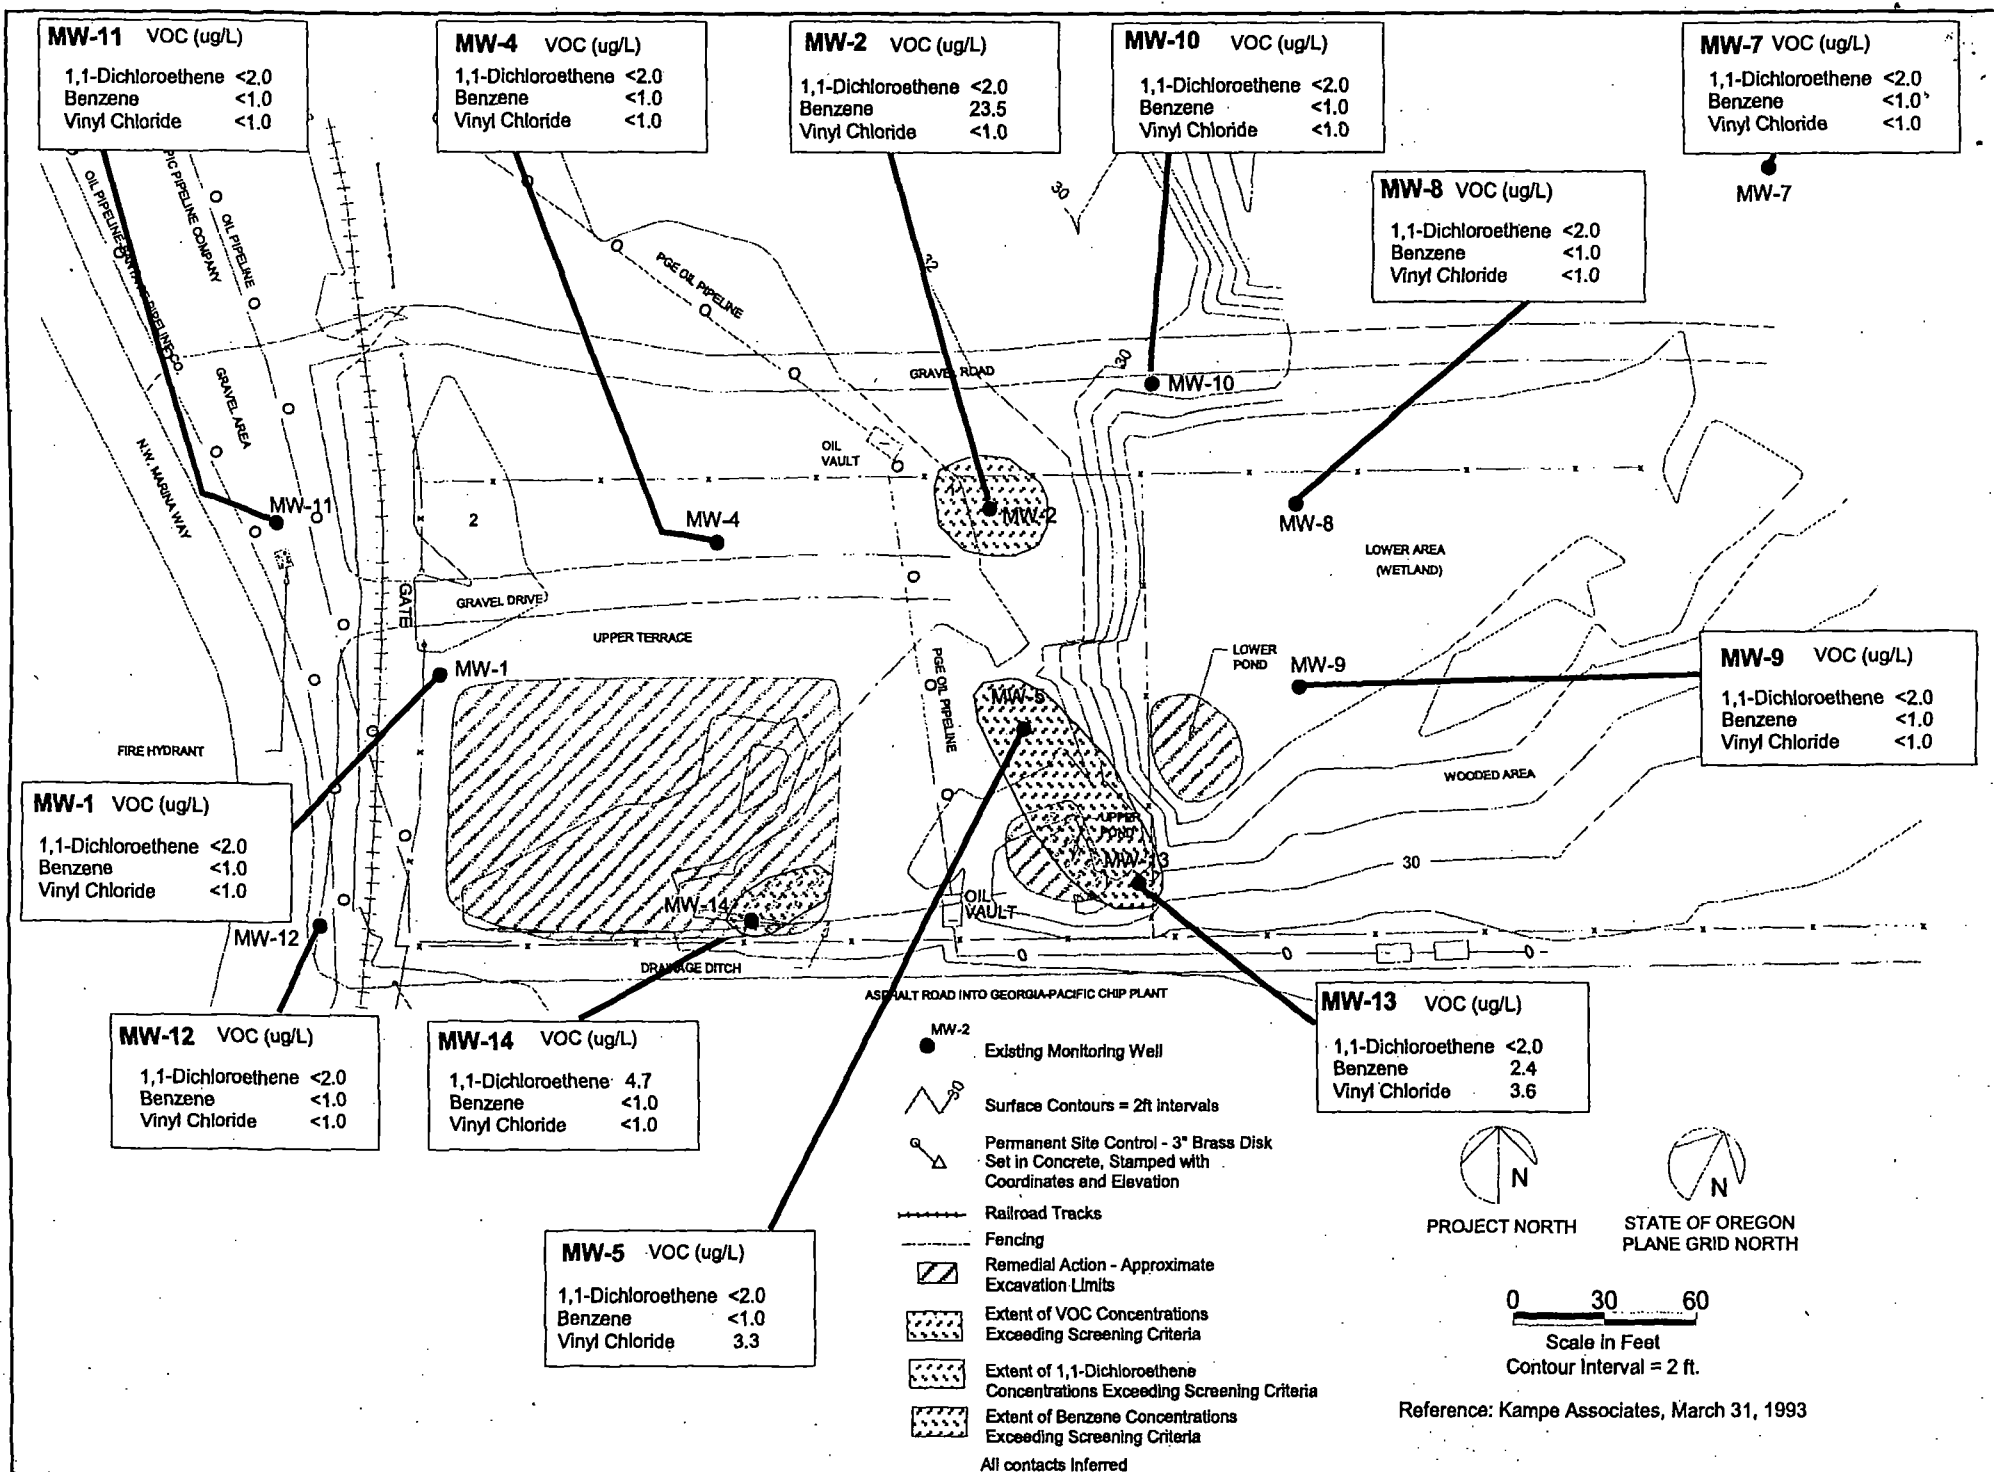 MW-11 VOC (ug/L)
1,1-Dichloroethene <2.0
Benzene <1.0
Vinyl Chloride <1.0
MW-4 VOC (ug/L)
1,1-Dichloroethene <2.0
Benzene <1.0
Vinyl Chloride <1.0
MW-2 VOC (ug/L)
1,1-Dichloroethene <2.0
Benzene 23.5
Vinyl Chloride <1.0
MW-10 VOC (ug/L)
1,1-Dichloroethene <2.0
Benzene <1.0
Vinyl Chloride <1.0
MW-7 VOC (ug/L)
1,1-Dichloroethene <2.0
Benzene <1.0
Vinyl Chloride <1.0
MW-7
MW-8 VOC (ug/L)
1,1-Dichloroethene <2.0
Benzene <1.0
Vinyl Chloride <1.0
OIL PIPELINE
PIPELINE CO.
PIPELINE COMPANY
OIL PIPELINE
PGE OIL PIPELINE
30
32
GRAVEL AREA
N.W. MARINA WAY
GRAVEL ROAD
30
MW-10
OIL
VAULT
MW-11
2
MW-4
MW-2
MW-8
LOWER AREA
(WETLAND)
GATE
GRAVEL DRIVE
UPPER TERRACE
MW-1
PGE OIL PIPELINE
MW-5
LOWER
POND
MW-9
MW-9 VOC (ug/L)
1,1-Dichloroethene <2.0
Benzene <1.0
Vinyl Chloride <1.0
FIRE HYDRANT
WOODED AREA
MW-1 VOC (ug/L)
1,1-Dichloroethene <2.0
Benzene <1.0
Vinyl Chloride <1.0
UPPER
POND
MW-13
30
MW-14
OIL
VAULT
MW-12
DRAINAGE DITCH
ASPHALT ROAD INTO GEORGIA-PACIFIC CHIP PLANT
MW-12 VOC (ug/L)
1,1-Dichloroethene <2.0
Benzene <1.0
Vinyl Chloride <1.0
MW-14 VOC (ug/L)
1,1-Dichloroethene 4.7
Benzene <1.0
Vinyl Chloride <1.0
MW-13 VOC (ug/L)
1,1-Dichloroethene <2.0
Benzene 2.4
Vinyl Chloride 3.6
MW-5 VOC (ug/L)
1,1-Dichloroethene <2.0
Benzene <1.0
Vinyl Chloride 3.3
MW-2
Existing Monitoring Well
30
Surface Contours = 2ft intervals
Permanent Site Control - 3" Brass Disk
Set in Concrete, Stamped with
Coordinates and Elevation
Railroad Tracks
Fencing
Remedial Action - Approximate
Excavation Limits
Extent of VOC Concentrations
Exceeding Screening Criteria
Extent of 1,1-Dichloroethene
Concentrations Exceeding Screening Criteria
Extent of Benzene Concentrations
Exceeding Screening Criteria
All contacts Inferred
N
PROJECT NORTH
N
STATE OF OREGON
PLANE GRID NORTH
0 30 60
Scale in Feet
Contour Interval = 2 ft.
Reference: Kampe Associates, March 31, 1993